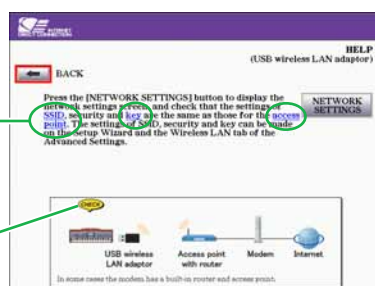 INTERNET
DIRECT CONNECTION
HELP
(USB wireless LAN adaptor)
BACK
Press the [NETWORK SETTINGS] button to display the
network settings screen, and check that the settings of
SSID, security and key are the same as those for the access
point. The settings of SSID, security and key can be made
on the Setup Wizard and the Wireless LAN tab of the
Advanced Settings.
NETWORK
SETTINGS
CHECK
USB wireless
LAN adaptor
Access point
with router
Modem
Internet
In some cases the modem has a built-in router and access point.